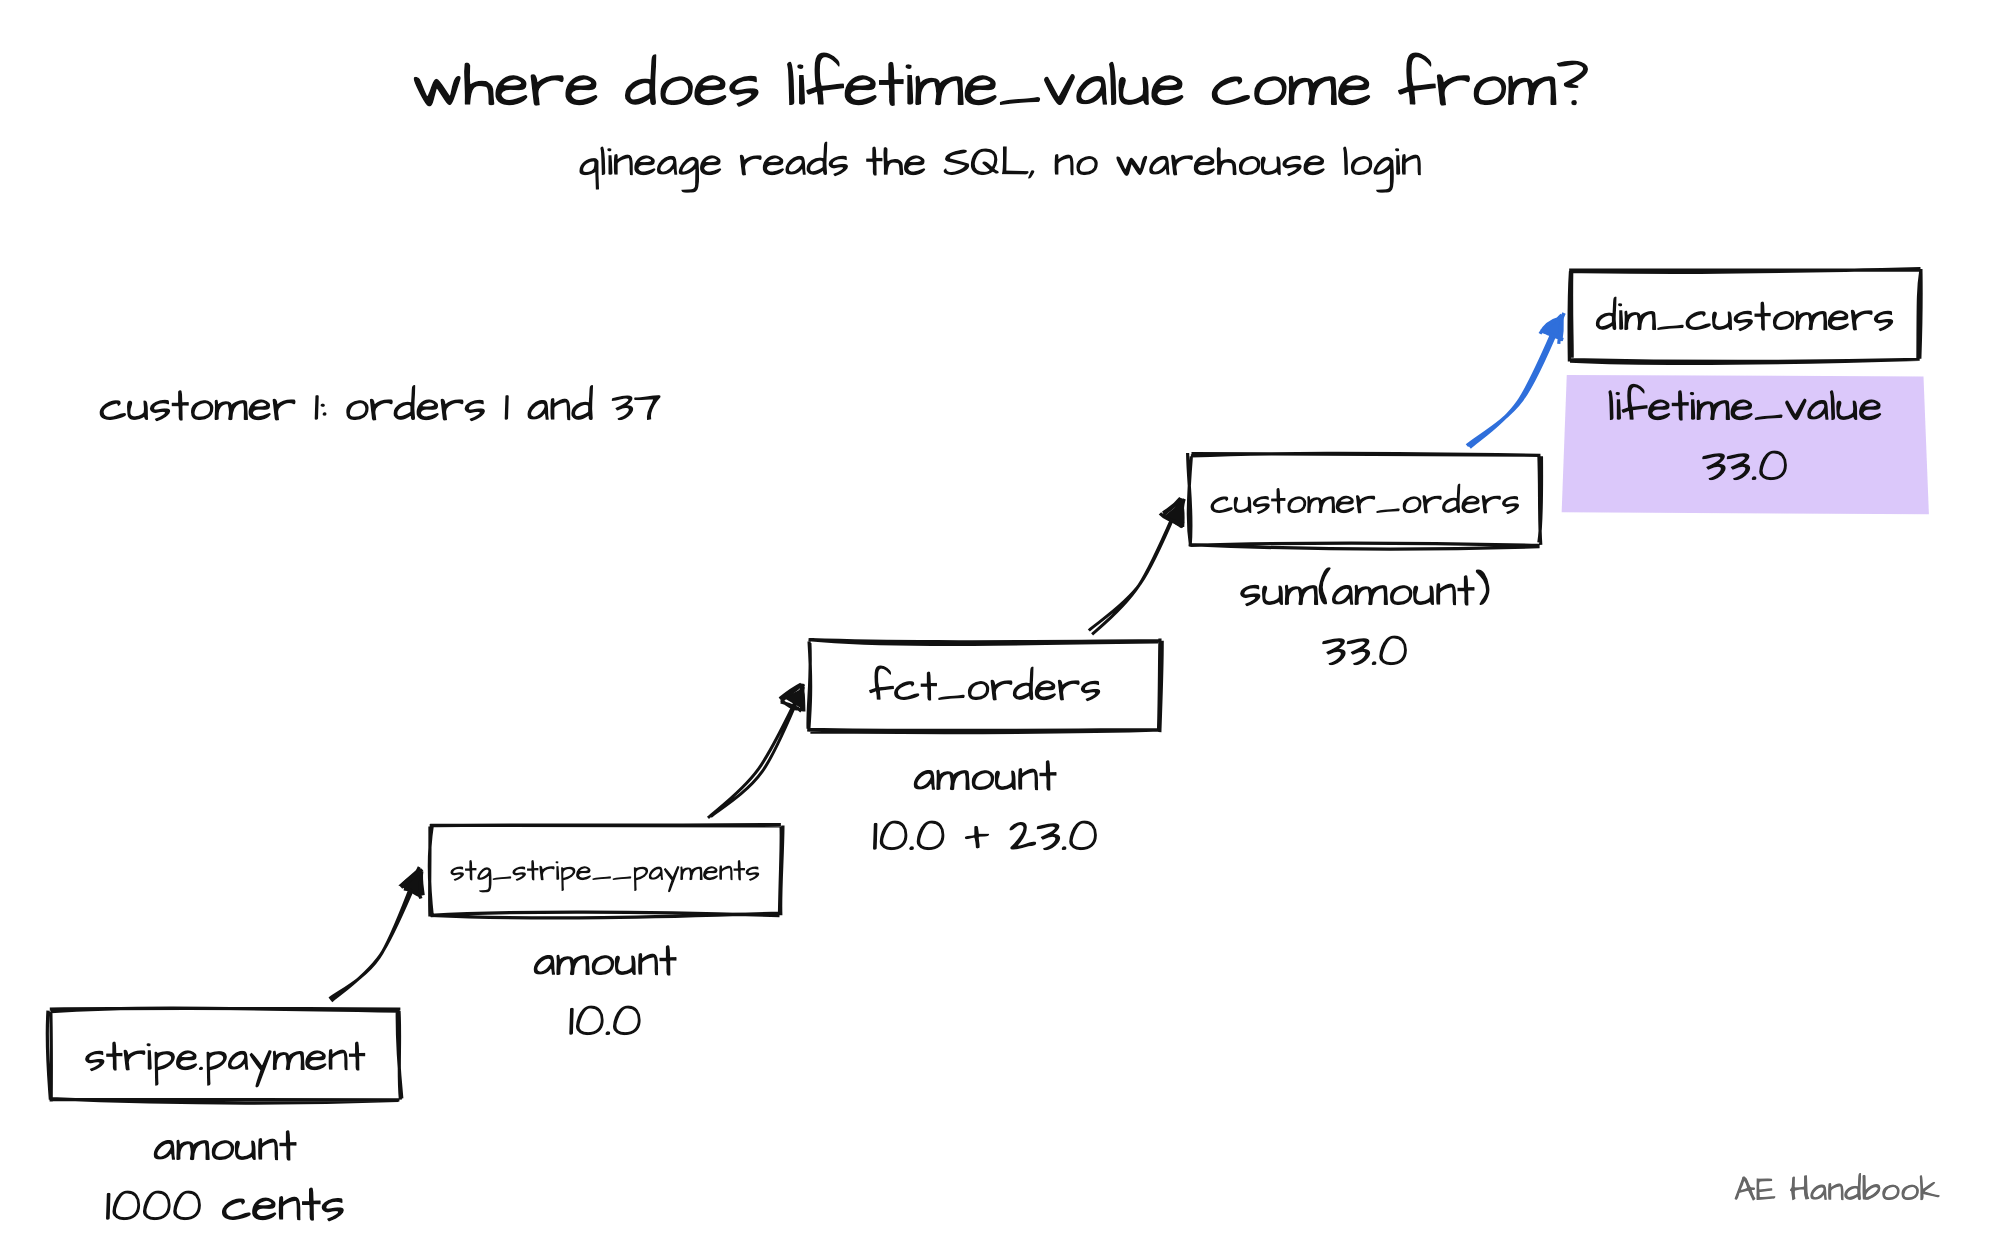 where does lifetime_value come from?
qlineage reads the SQL, no warehouse login
dim_customers
lifetime_value
33.0
customer 1: orders 1 and 37
customer_orders
sum(amount)
33.0
fct_orders
amount
10.0 + 23.0
stg_stripe__payments
amount
10.0
stripe.payment
amount
1000 cents
AE Handbook